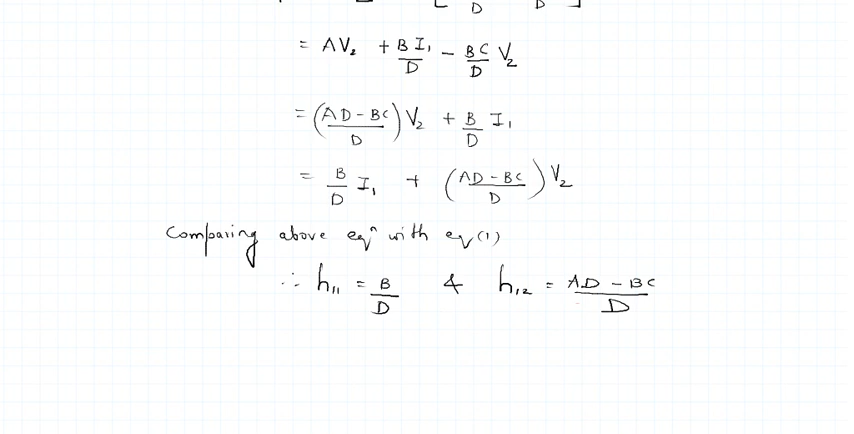 D D
= AV₂ + B I₁/D - BC/D V₂
= (AD - BC/D) V₂ + B/D I₁
= B/D I₁ + (AD - BC/D) V₂
Comparing above eqⁿ with eq(1)
∴ h₁₁ = B/D & h₁₂ = AD - BC/D